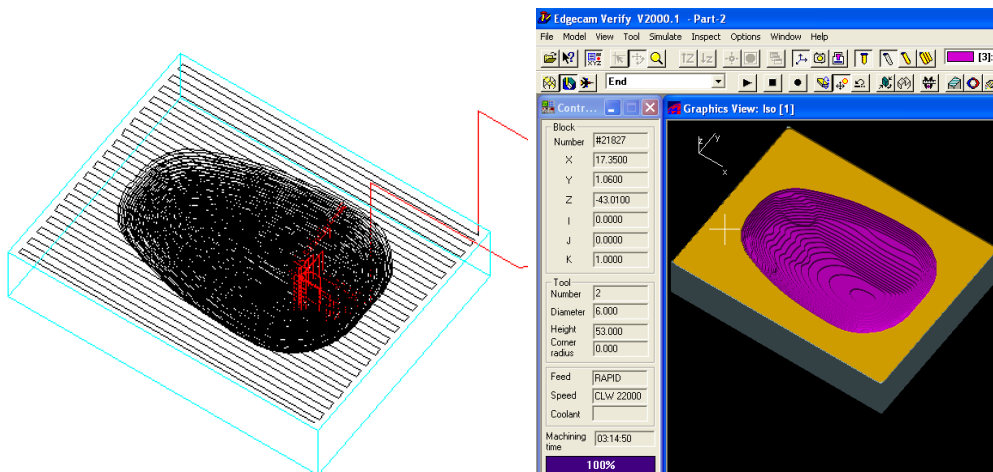 Edgecam Verify V2000.1 - Part-2
File Model View Tool Simulate Inspect Options Window Help
XYZ
[3]:
End
Contr...
Graphics View: Iso [1]
Block
Number #21827
X 17.3500
Y 1.0600
Z -43.0100
I 0.0000
J 0.0000
K 1.0000
Tool
Number 2
Diameter 6.000
Height 53.000
Corner
radius 0.000
Feed RAPID
Speed CLW 22000
Coolant
Machining
time 03:14:50
100%
z
y
x